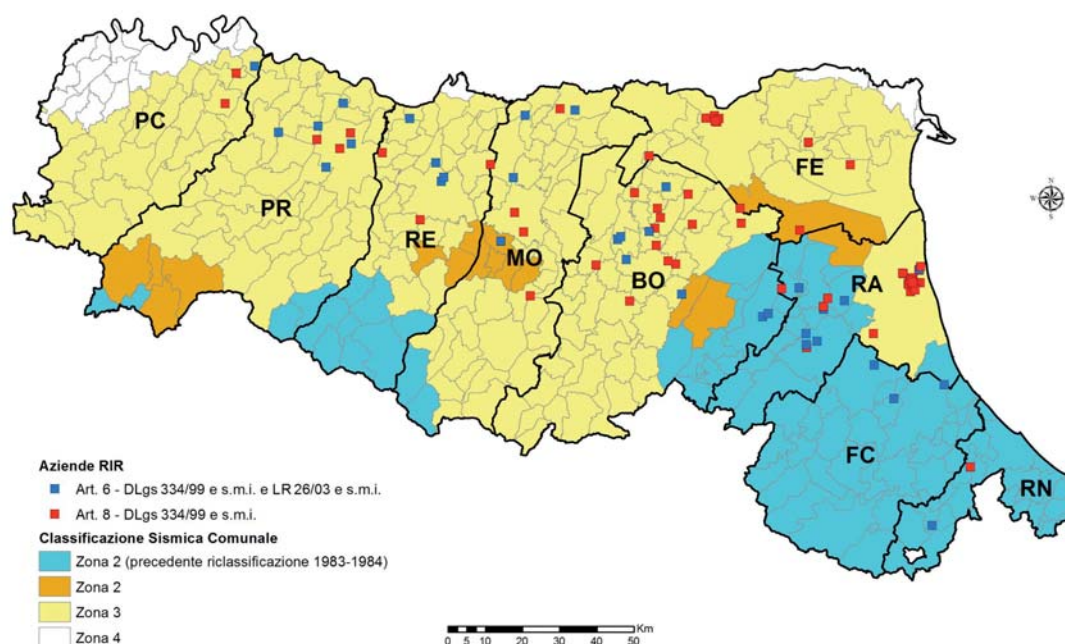 PC
PR
RE
MO
BO
FE
RA
FC
RN
N
W S
S
Aziende RIR
Art. 6 - DLgs 334/99 e s.m.i. e LR 26/03 e s.m.i.
Art. 8 - DLgs 334/99 e s.m.i.
Classificazione Sismica Comunale
Zona 2 (precedente riclassificazione 1983-1984)
Zona 2
Zona 3
Zona 4
Km
0 5 10 20 30 40 50